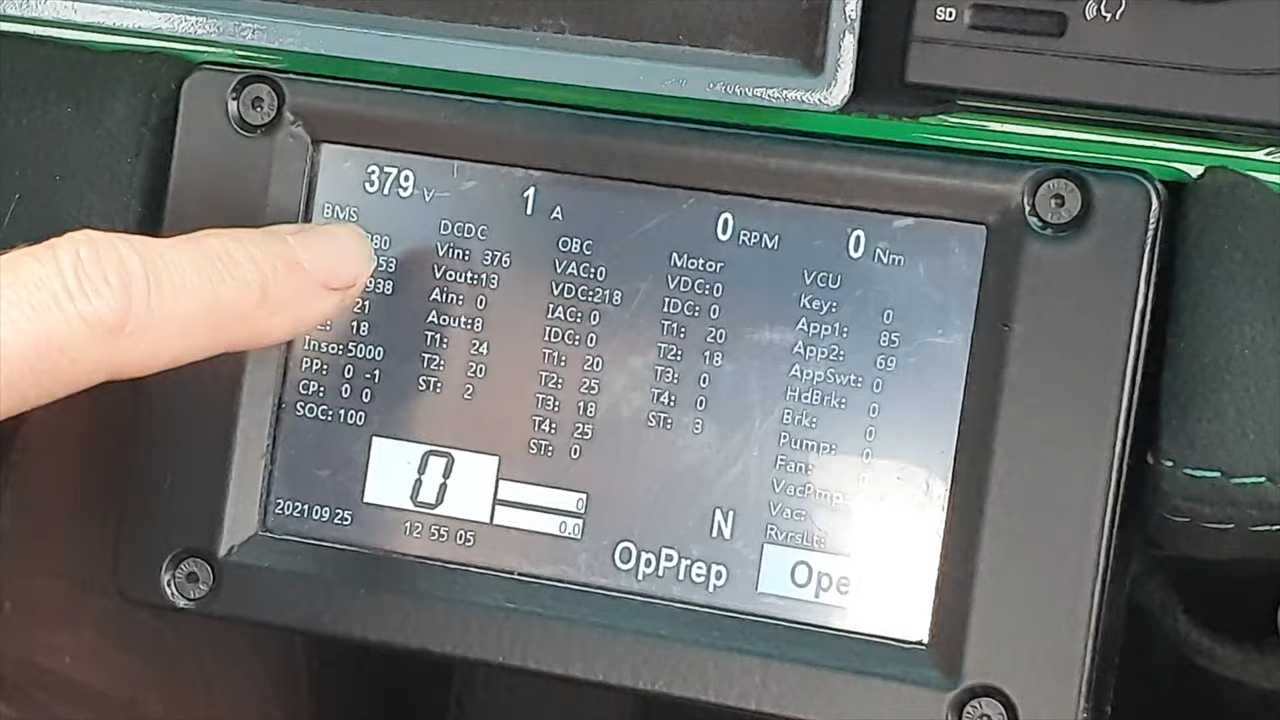 SD
379 V
1 A
0 RPM
0 Nm
BMS
80
53
938
21
18
Inso:5000
PP: 0 -1
CP: 0 0
SOC:100
DCDC
Vin: 376
Vout:13
Ain: 0
Aout:8
T1: 24
T2: 20
ST: 2
OBC
VAC:0
VDC:218
IAC: 0
IDC: 0
T1: 20
T2: 25
T3: 18
T4: 25
ST: 0
Motor
VDC:0
IDC: 0
T1: 20
T2: 18
T3: 0
T4: 0
ST: 3
VCU
Key: 0
App1: 85
App2: 69
AppSwt: 0
HdBrk: 0
Brk: 0
Pump: 0
Fan:
VacPmp:
Vac:
RvrsLt:
0
0
0.0
N
2021 09 25
12 55 05
OpPrep
Ope